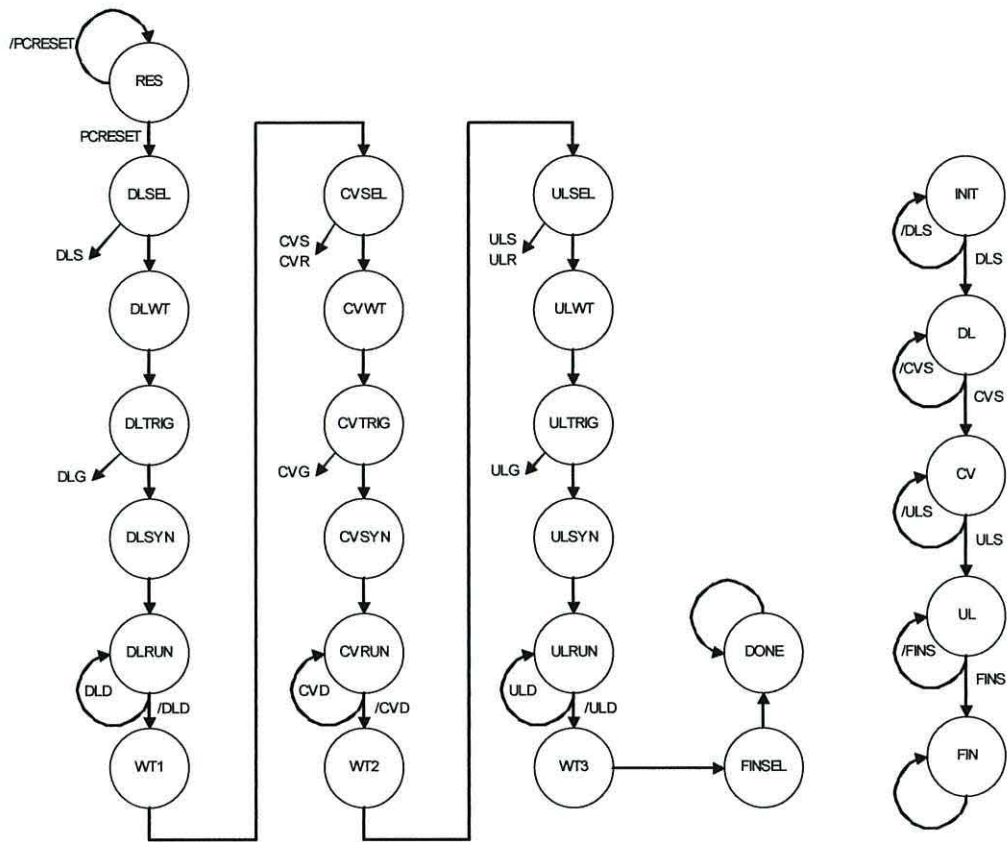 /PCRESET
RES
PCRESET
DLSEL
DLS
DLWT
DLTRIG
DLG
DLSYN
DLRUN
DLD
/DLD
WT1
CVSEL
CVS
CVR
CVWT
CVTRIG
CVG
CVSYN
CVRUN
CVD
/CVD
WT2
ULSEL
ULS
ULR
ULWT
ULTRIG
ULG
ULSYN
ULRUN
ULD
/ULD
WT3
FINSEL
DONE
INIT
/DLS
DLS
DL
/CVS
CVS
CV
/ULS
ULS
UL
/FINS
FINS
FIN